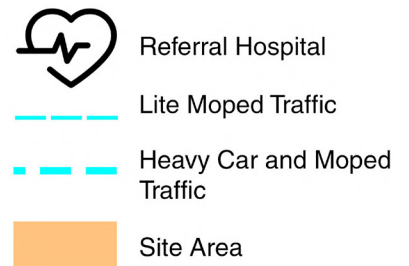 Referral Hospital
Lite Moped Traffic
Heavy Car and Moped
Traffic
Site Area